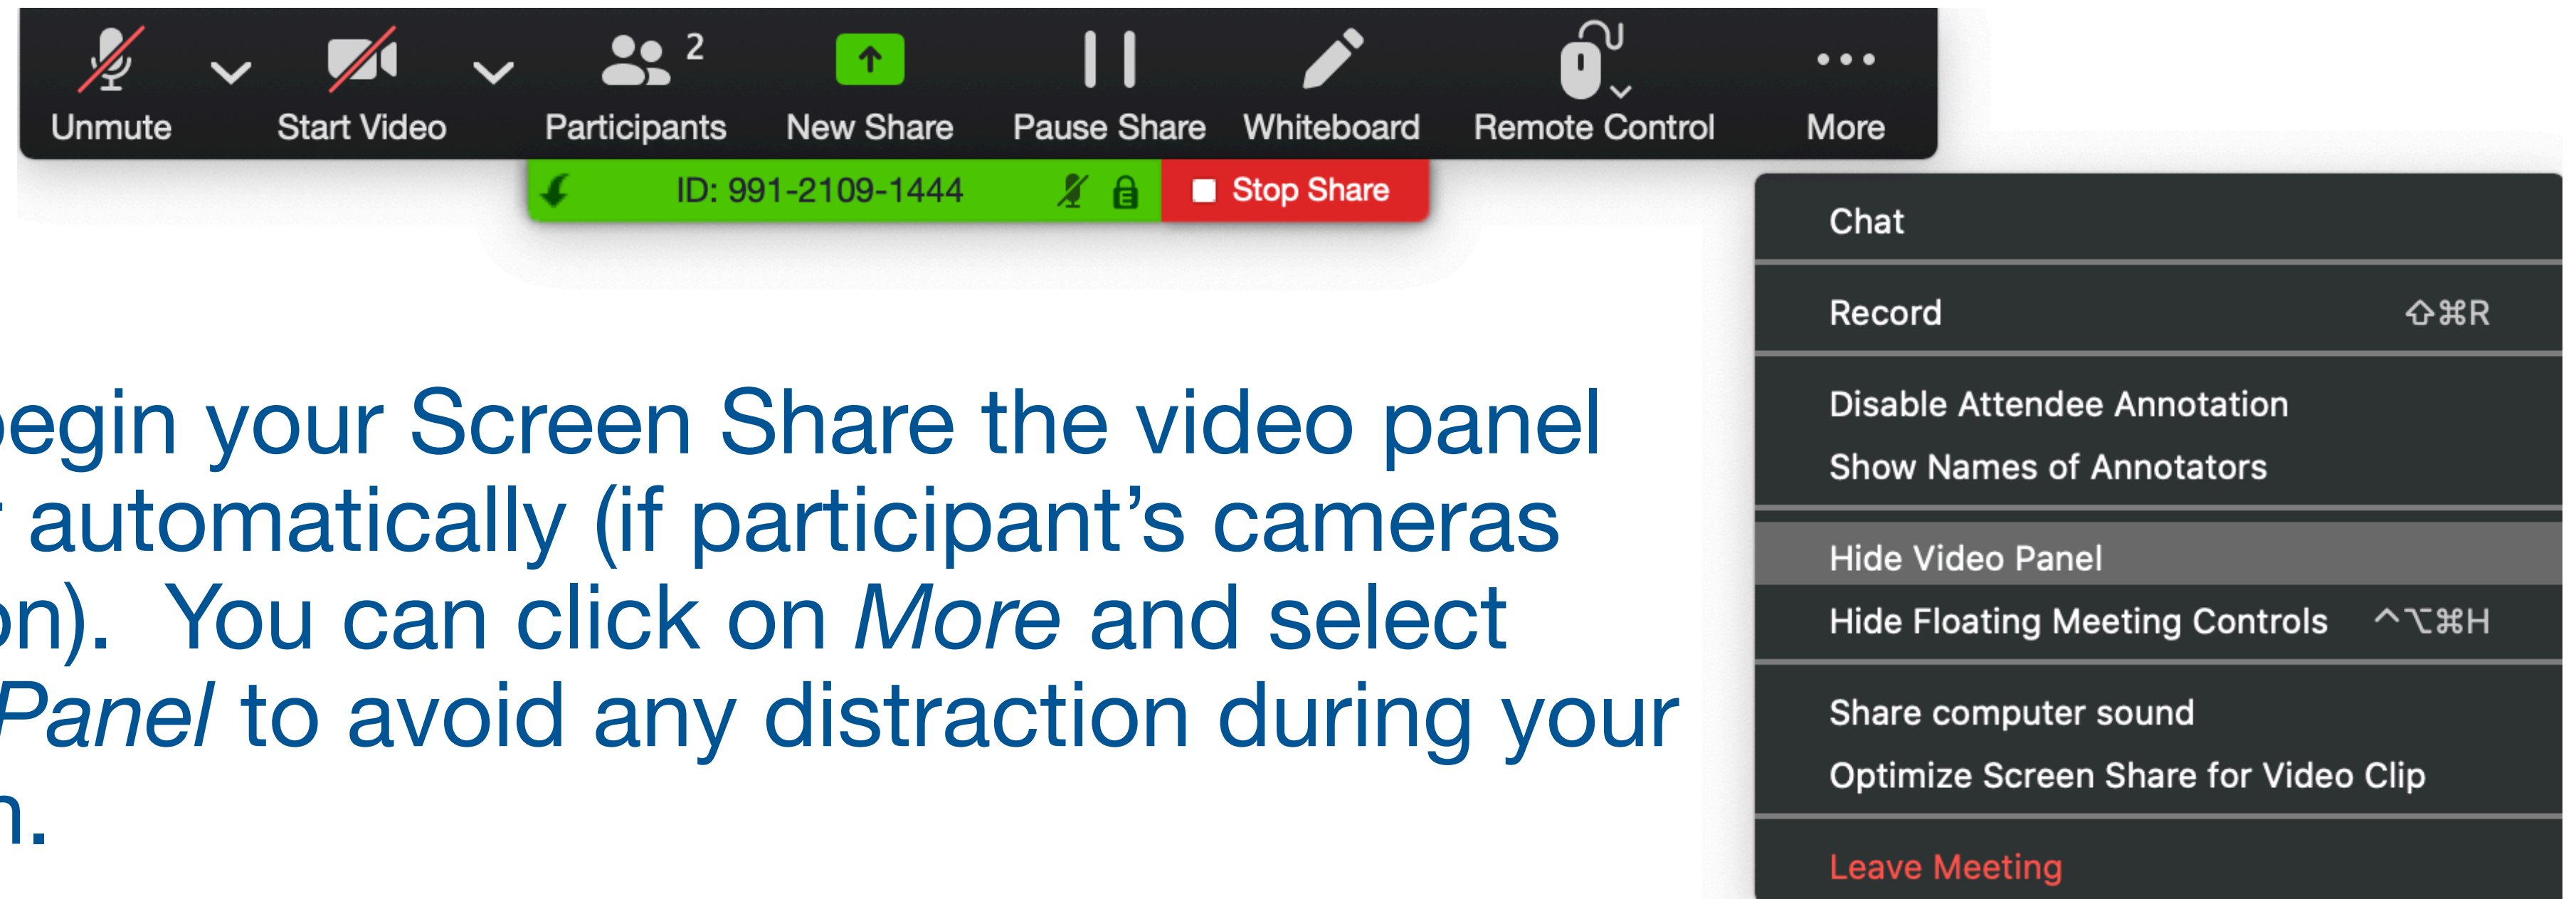 2
Unmute Start Video Participants New Share Pause Share Whiteboard Remote Control More
ID: 991-2109-1444 Stop Share
Chat
Record ⇧⌘R
Disable Attendee Annotation
Show Names of Annotators
Hide Video Panel
Hide Floating Meeting Controls ^⌥⌘H
Share computer sound
Optimize Screen Share for Video Clip
Leave Meeting
begin your Screen Share the video panel
automatically (if participant’s cameras
on). You can click on More and select
Panel to avoid any distraction during your